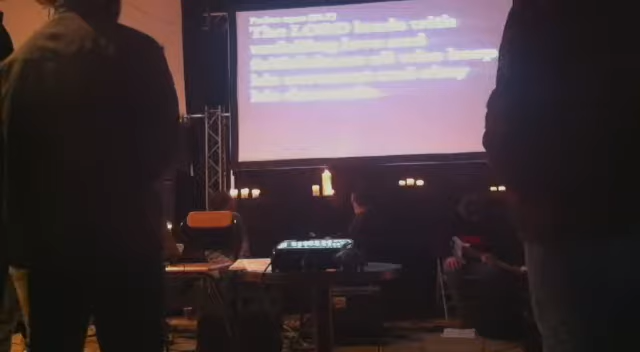 "The LORD leads with
unfailing love and
faithfulness all who keep
his covenant and obey
his demands."